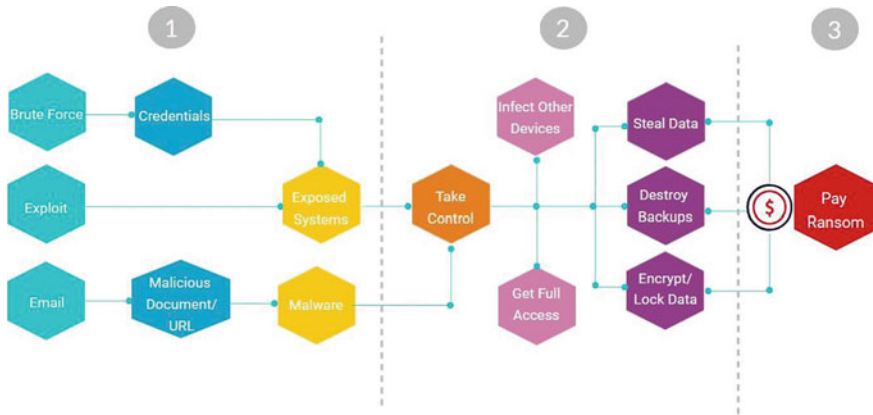 1
2
3
Brute Force
Credentials
Exploit
Exposed
Systems
Email
Malicious
Document/
URL
Malware
Take
Control
Infect Other
Devices
Get Full
Access
Steal Data
Destroy
Backups
Encrypt/
Lock Data
$
Pay
Ransom